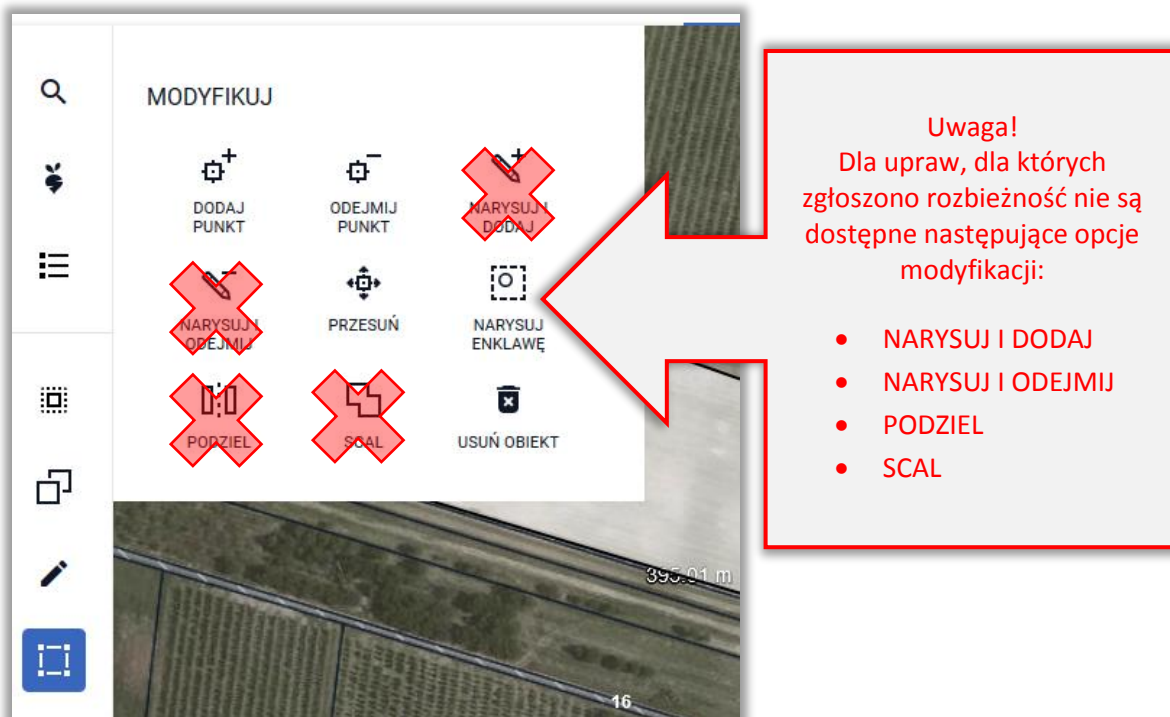 MODYFIKUJ
DODAJ
PUNKT
ODEJMIJ
PUNKT
NARYSUJ I
DODAJ
NARYSUJ I
ODEJMIJ
PRZESUŃ
NARYSUJ
ENKLAWĘ
PODZIEL
SCAL
USUŃ OBIEKT
395.01 m
16
Uwaga!
Dla upraw, dla których
zgłoszono rozbieżność nie są
dostępne następujące opcje
modyfikacji:
• NARYSUJ I DODAJ
• NARYSUJ I ODEJMIJ
• PODZIEL
• SCAL